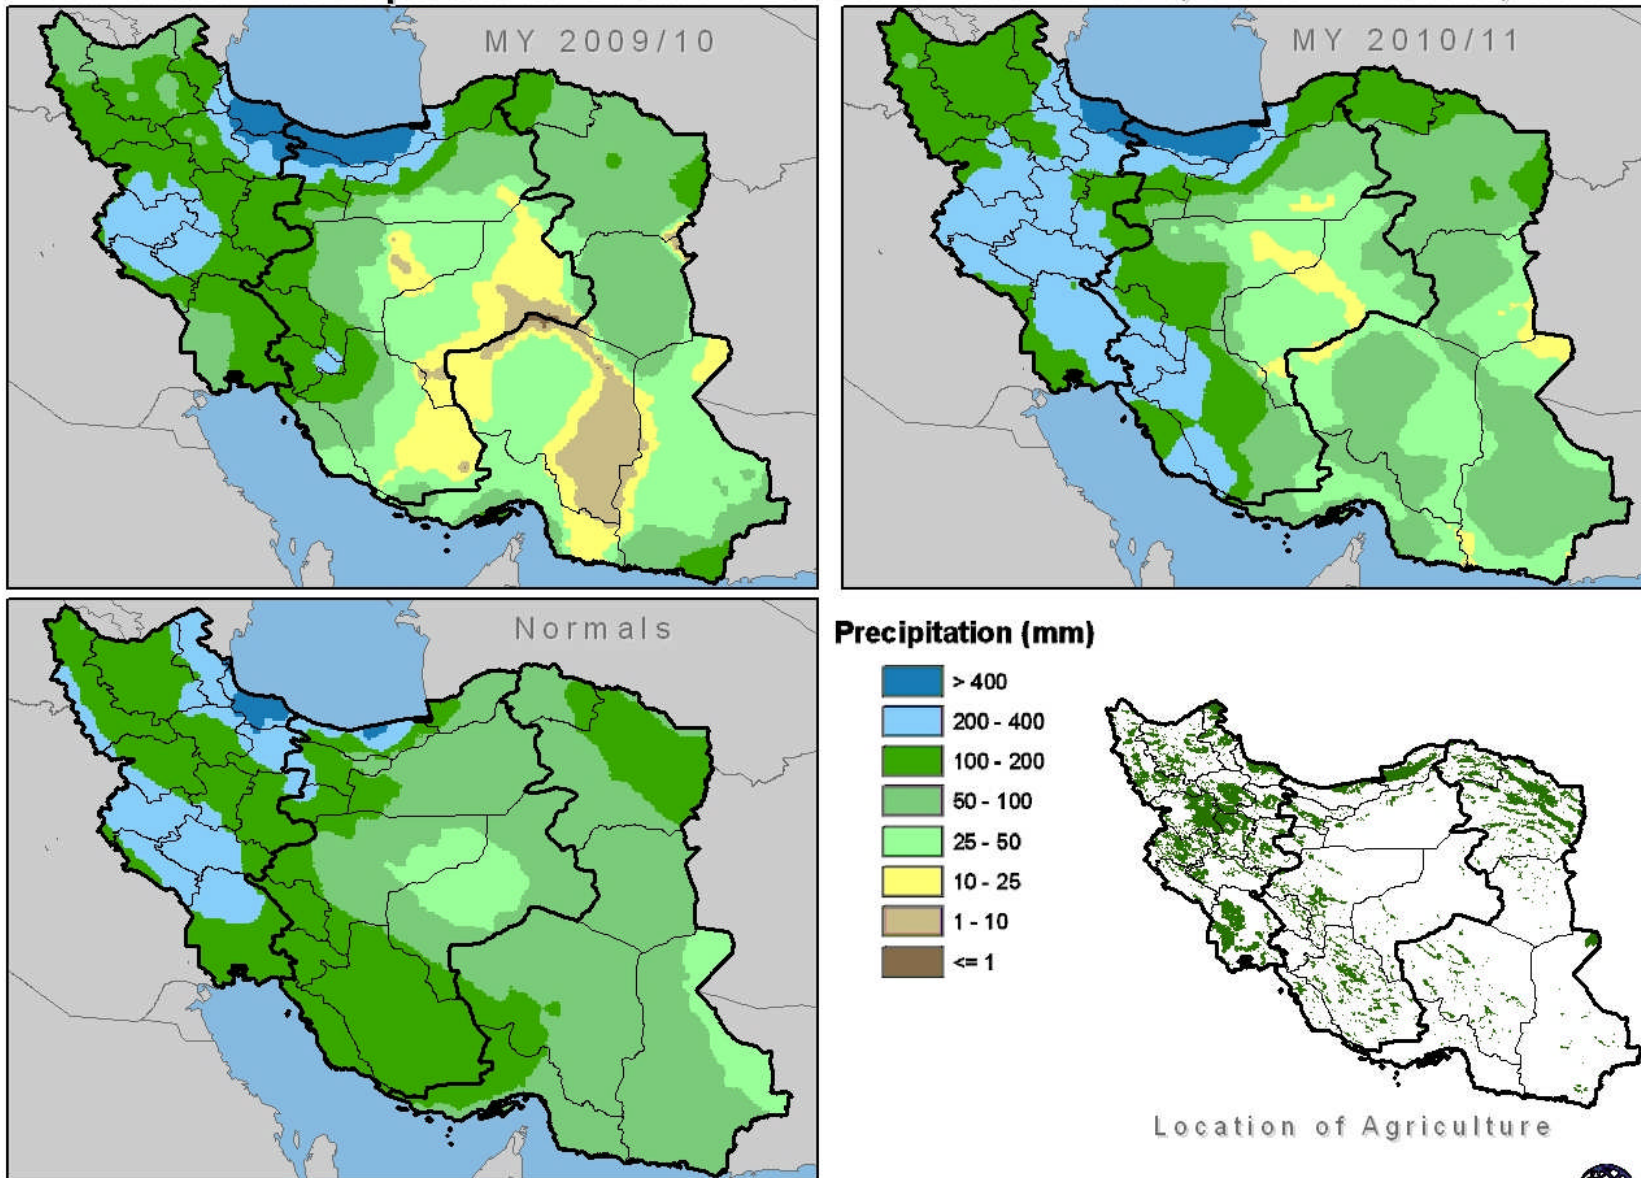 MY 2009/10
MY 2010/11
Normals
Precipitation (mm)
> 400
200 - 400
100 - 200
50 - 100
25 - 50
10 - 25
1 - 10
<= 1
Location of Agriculture